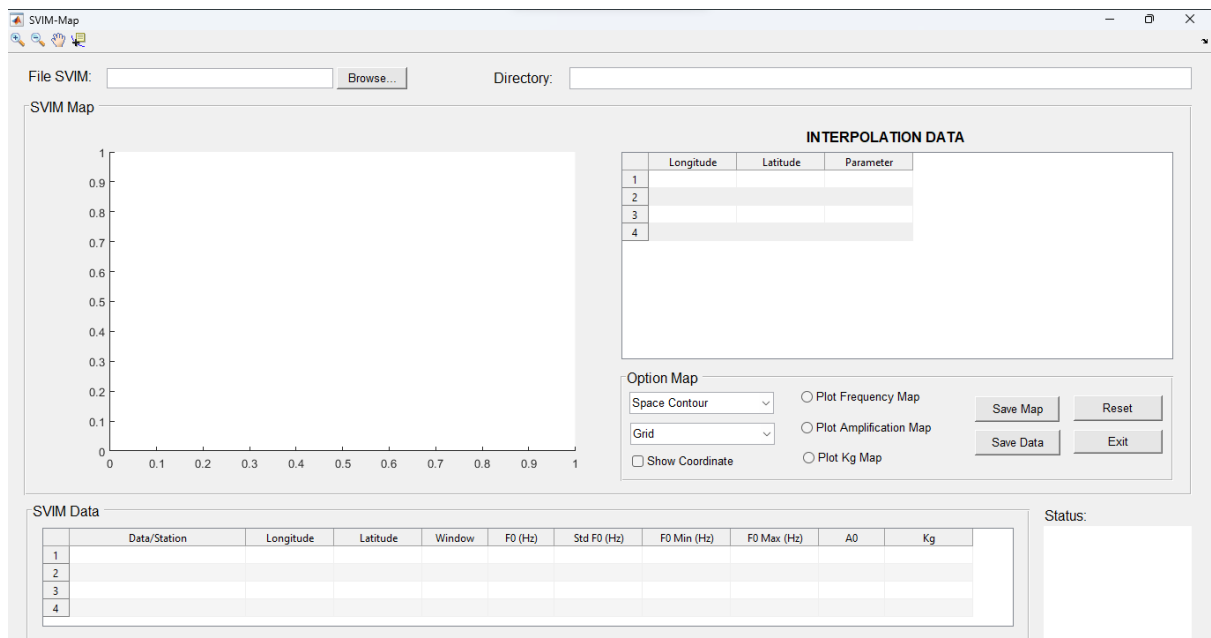 SVIM-Map
File SVIM:
Browse...
Directory:
SVIM Map
1
0.9
0.8
0.7
0.6
0.5
0.4
0.3
0.2
0.1
0
0 0.1 0.2 0.3 0.4 0.5 0.6 0.7 0.8 0.9 1
INTERPOLATION DATA
Longitude Latitude Parameter
1
2
3
4
Option Map
Space Contour
Grid
Show Coordinate
Plot Frequency Map
Plot Amplification Map
Plot Kg Map
Save Map
Reset
Save Data
Exit
SVIM Data
Data/Station Longitude Latitude Window F0 (Hz) Std F0 (Hz) F0 Min (Hz) F0 Max (Hz) A0 Kg
1
2
3
4
Status: